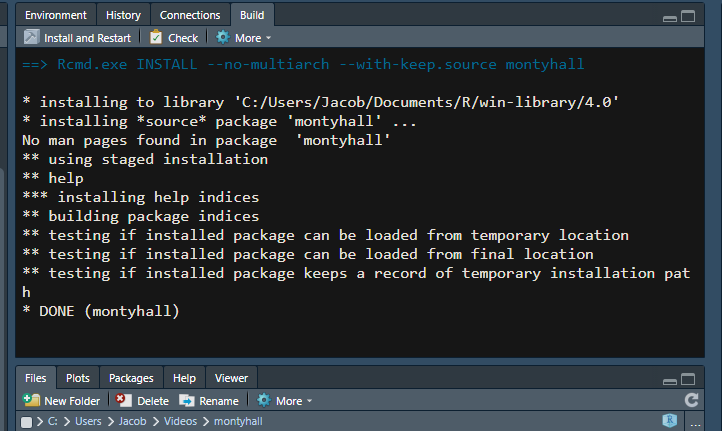 Environment History Connections Build
Install and Restart Check More
==> Rcmd.exe INSTALL --no-multiarch --with-keep.source montyhall
* installing to library 'C:/Users/Jacob/Documents/R/win-library/4.0'
* installing *source* package 'montyhall' ...
No man pages found in package  'montyhall'
** using staged installation
** help
*** installing help indices
** building package indices
** testing if installed package can be loaded from temporary location
** testing if installed package can be loaded from final location
** testing if installed package keeps a record of temporary installation pat
h
* DONE (montyhall)
Files Plots Packages Help Viewer
New Folder Delete Rename More
C: > Users > Jacob > Videos > montyhall R ...